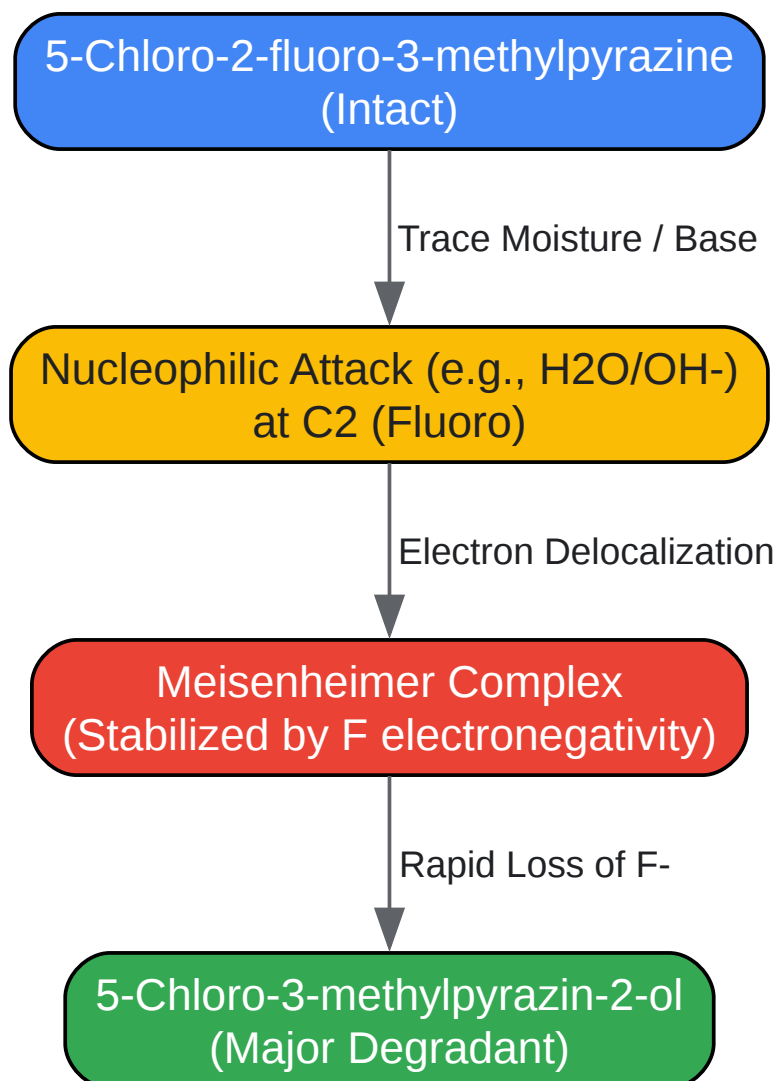 5-Chloro-2-fluoro-3-methylpyrazine
(Intact)
Trace Moisture / Base
Nucleophilic Attack (e.g., H2O/OH-)
at C2 (Fluoro)
Electron Delocalization
Meisenheimer Complex
(Stabilized by F electronegativity)
Rapid Loss of F-
5-Chloro-3-methylpyrazin-2-ol
(Major Degradant)